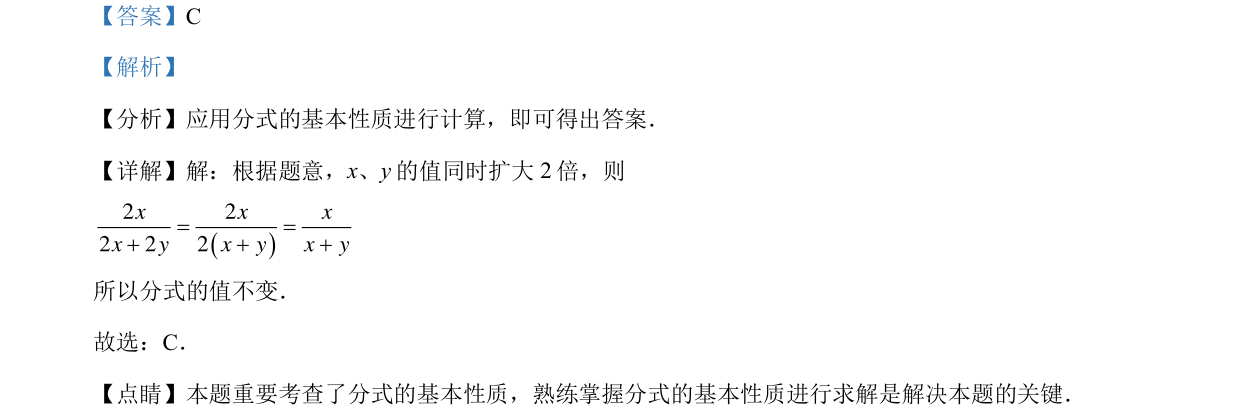 【答案】C
【解析】
【分析】应用分式的基本性质进行计算，即可得出答案．
【详解】解：根据题意，x、y 的值同时扩大 2 倍，则
2x/(2x+2y) = 2x/(2(x+y)) = x/(x+y)
所以分式的值不变．
故选：C．
【点睛】本题重要考查了分式的基本性质，熟练掌握分式的基本性质进行求解是解决本题的关键．